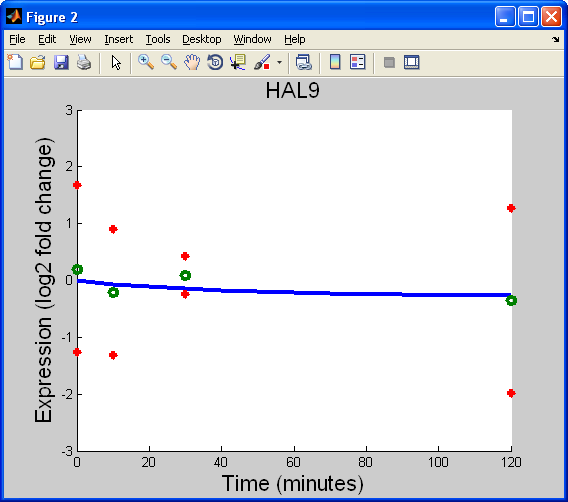 Figure 2
File Edit View Insert Tools Desktop Window Help
HAL9
3
2
1
0
-1
-2
-3
Expression (log2 fold change)
0 20 40 60 80 100 120
Time (minutes)